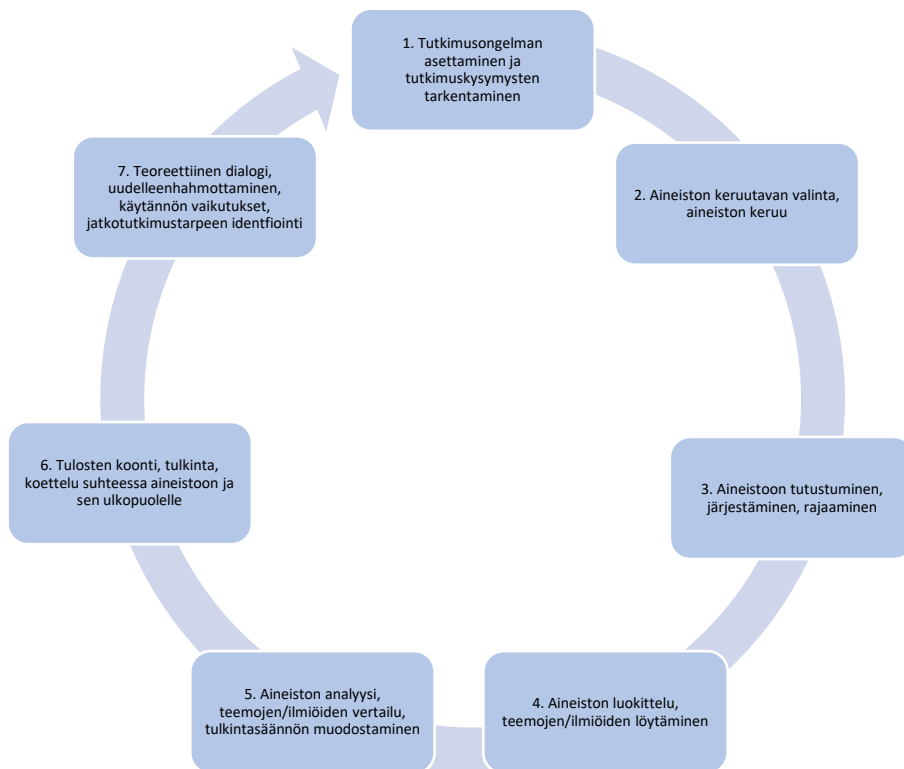 1. Tutkimusongelman
asettaminen ja
tutkimuskysymysten
tarkentaminen
2. Aineiston keruutavan valinta,
aineiston keruu
3. Aineistoon tutustuminen,
järjestäminen, rajaaminen
4. Aineiston luokittelu,
teemojen/ilmiöiden löytäminen
5. Aineiston analyysi,
teemojen/ilmiöiden vertailu,
tulkintasäännön muodostaminen
6. Tulosten koonti, tulkinta,
koettelu suhteessa aineistoon ja
sen ulkopuolelle
7. Teoreettiinen dialogi,
uudelleenhahmottaminen,
käytännön vaikutukset,
jatkotutkimustarpeen identfiointi